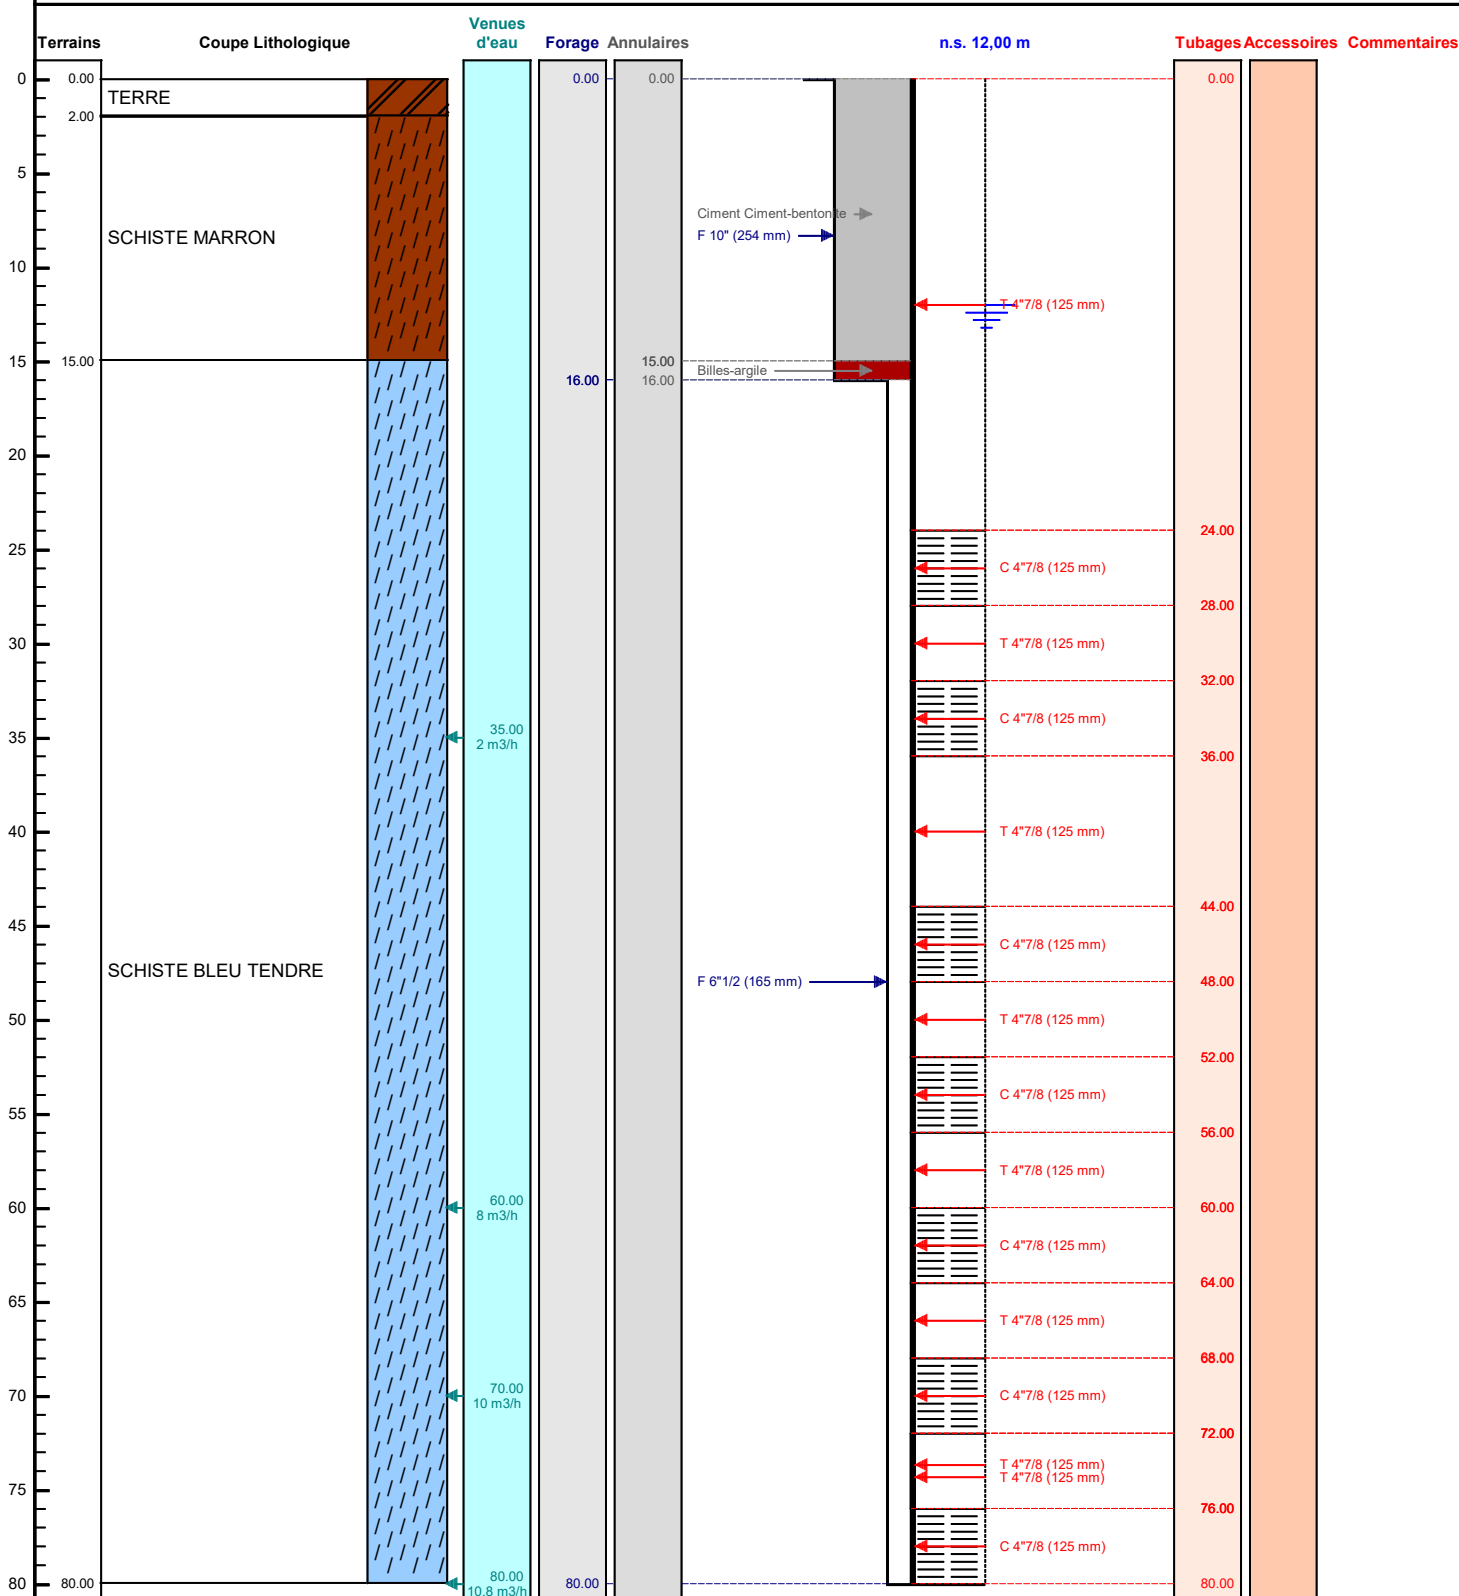 Venues
Terrains Coupe Lithologique d'eau Forage Annulaires n.s. 12,00 m Tubages Accessoires Commentaires
0 0.00 0.00 0.00 0.00
TERRE
2.00
5
Ciment Ciment-bentonite
SCHISTE MARRON F 10" (254 mm)
10
T 4"7/8 (125 mm)
15 15.00 15.00
Billes-argile
16.00 16.00
20
24.00
25
C 4"7/8 (125 mm)
28.00
30 T 4"7/8 (125 mm)
32.00
C 4"7/8 (125 mm)
35 35.00
2 m3/h
36.00
40 T 4"7/8 (125 mm)
44.00
45
C 4"7/8 (125 mm)
SCHISTE BLEU TENDRE
F 6"1/2 (165 mm) 48.00
50 T 4"7/8 (125 mm)
52.00
C 4"7/8 (125 mm)
55
56.00
T 4"7/8 (125 mm)
60 60.00 60.00
8 m3/h
C 4"7/8 (125 mm)
64.00
65
T 4"7/8 (125 mm)
68.00
70 70.00 C 4"7/8 (125 mm)
10 m3/h
72.00
T 4"7/8 (125 mm)
T 4"7/8 (125 mm)
75
76.00
C 4"7/8 (125 mm)
80 80.00 80.00 80.00 80.00
10.8 m3/h